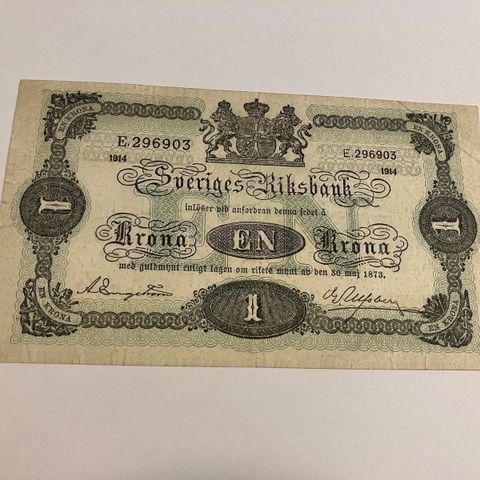 EN KRONA
EN KRONA
E.296903
E.296903
1914
1914
Sveriges Riksbank
inlöser vid anfordran denna sedel å
1
Krona
EN
Krona
1
med guldmynt enligt lagen om rikets mynt av den 30 maj 1873.
1
EN KRONA
EN KRONA